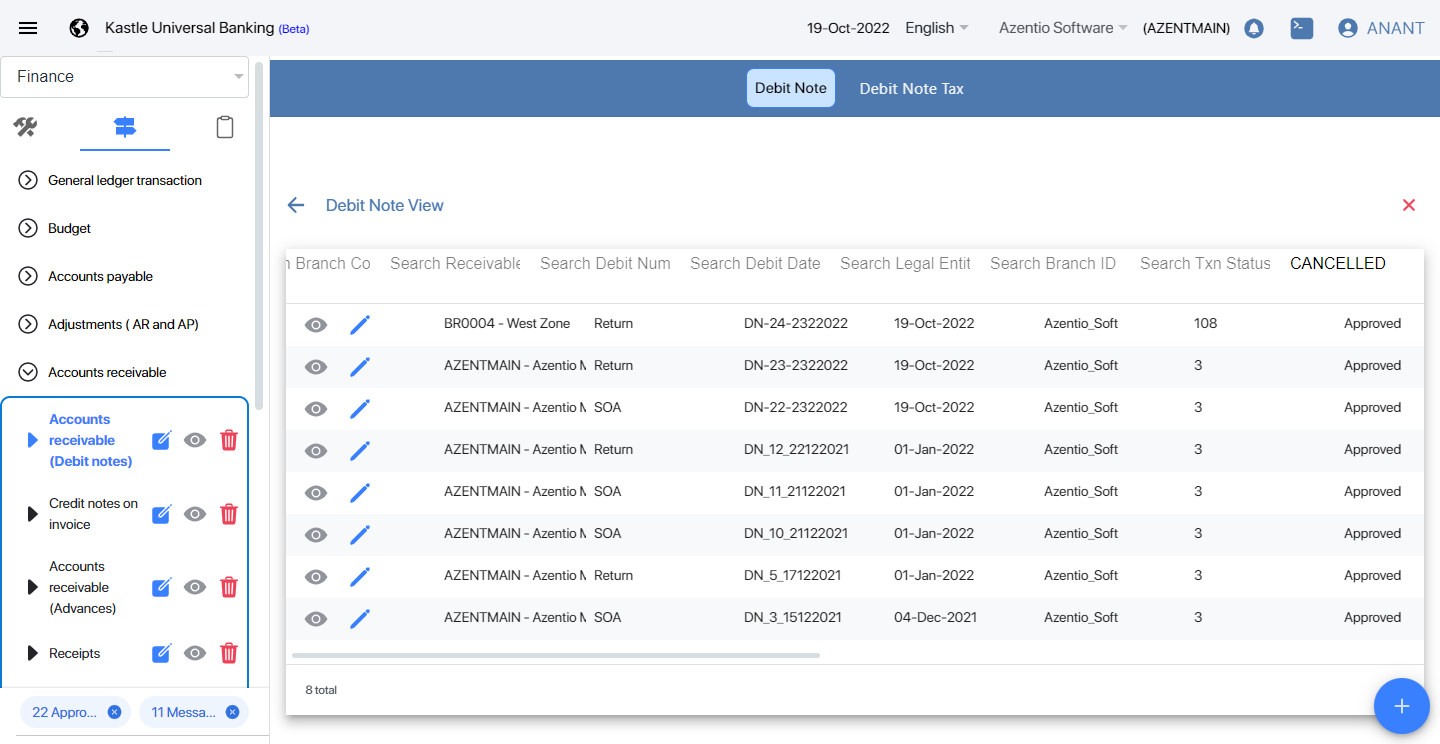 Kastle Universal Banking (Beta)
19-Oct-2022 English Azentio Software (AZENTMAIN) ANANT
Finance
General ledger transaction
Budget
Accounts payable
Adjustments ( AR and AP)
Accounts receivable
Accounts
receivable
(Debit notes)
Credit notes on
invoice
Accounts
receivable
(Advances)
Receipts
22 Appro...
11 Messa...
Debit Note Debit Note Tax
Debit Note View
Branch Co Search Receivable Search Debit Num Search Debit Date Search Legal Entit Search Branch ID Search Txn Status CANCELLED
BR0004 - West Zone Return DN-24-2322022 19-Oct-2022 Azentio_Soft 108 Approved
AZENTMAIN - Azentio M Return DN-23-2322022 19-Oct-2022 Azentio_Soft 3 Approved
AZENTMAIN - Azentio M SOA DN-22-2322022 19-Oct-2022 Azentio_Soft 3 Approved
AZENTMAIN - Azentio M Return DN_12_22122021 01-Jan-2022 Azentio_Soft 3 Approved
AZENTMAIN - Azentio M SOA DN_11_21122021 01-Jan-2022 Azentio_Soft 3 Approved
AZENTMAIN - Azentio M SOA DN_10_21122021 01-Jan-2022 Azentio_Soft 3 Approved
AZENTMAIN - Azentio M Return DN_5_17122021 01-Jan-2022 Azentio_Soft 3 Approved
AZENTMAIN - Azentio M SOA DN_3_15122021 04-Dec-2021 Azentio_Soft 3 Approved
8 total